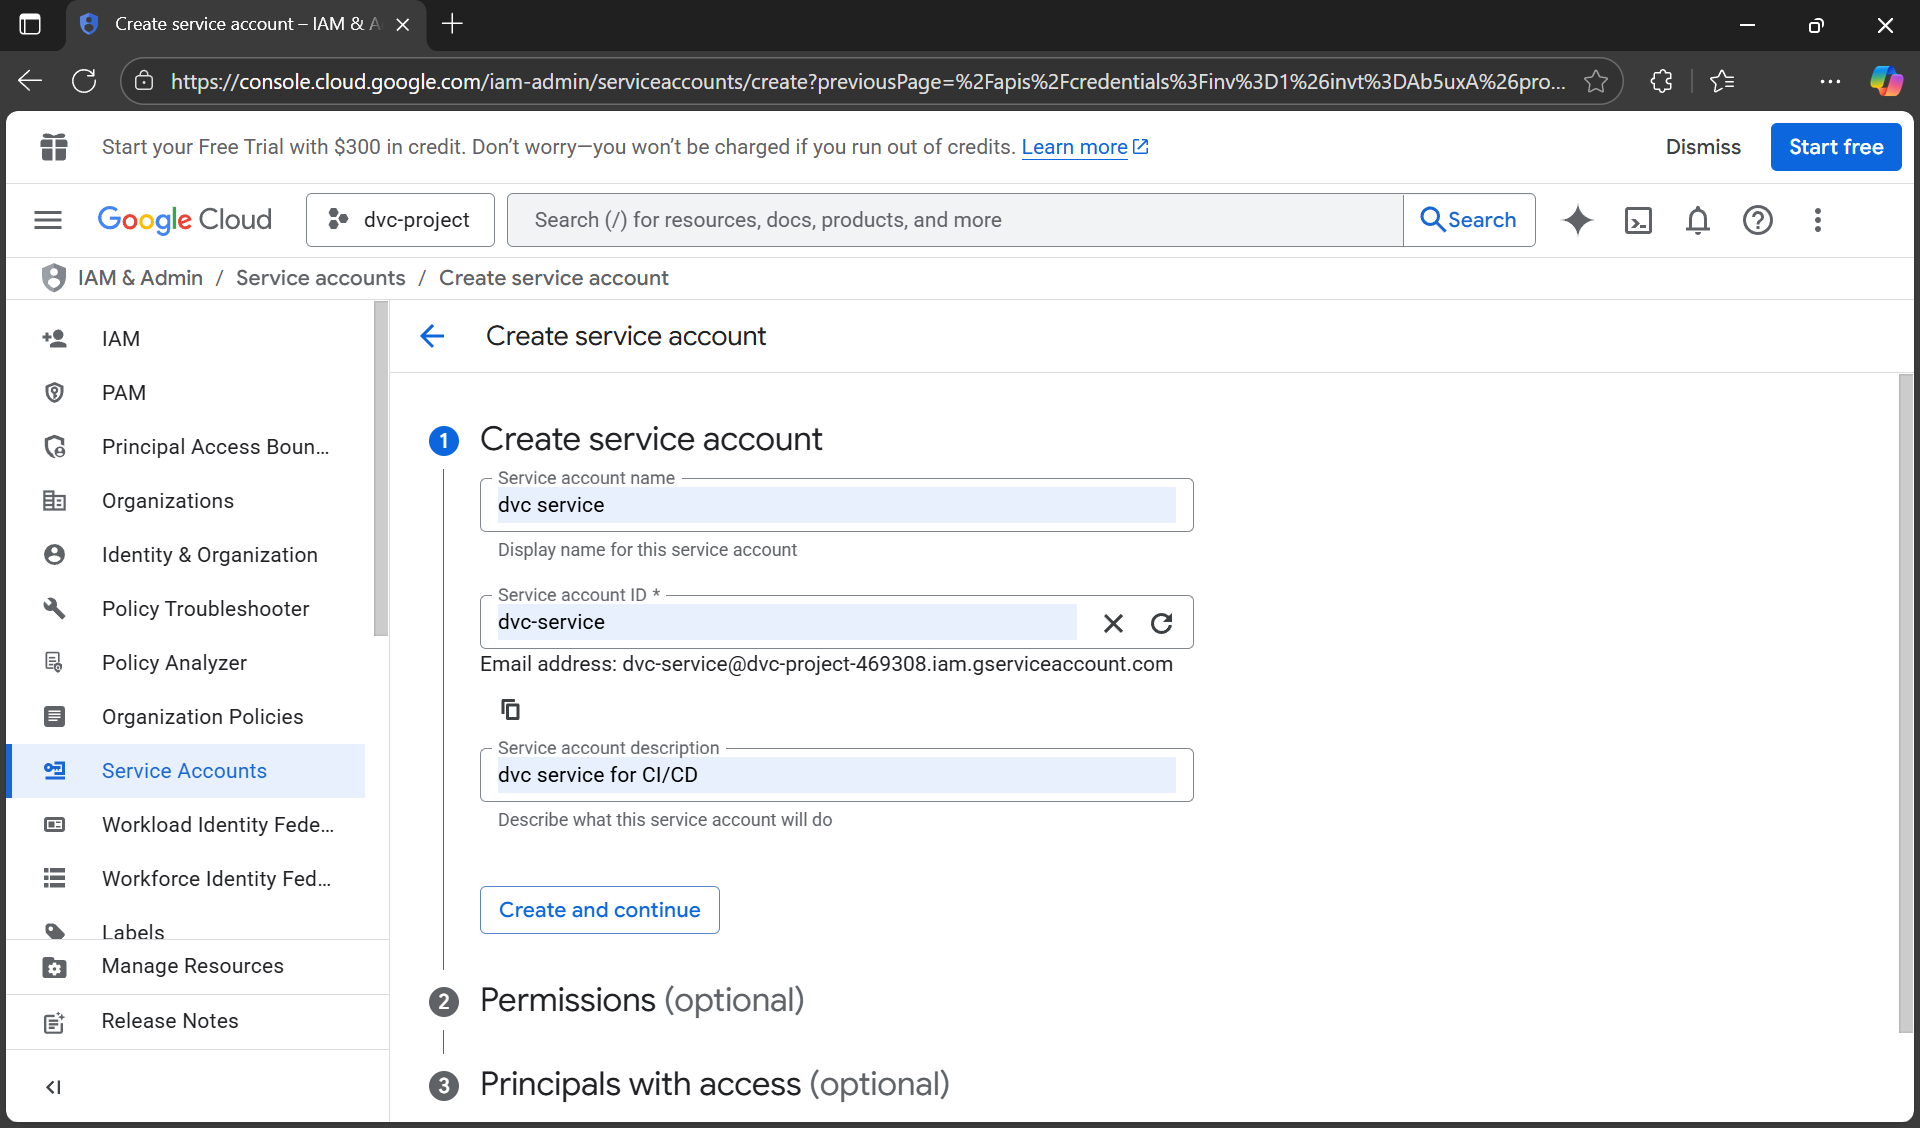 Create service account – IAM & A
https://console.cloud.google.com/iam-admin/serviceaccounts/create?previousPage=%2Fapis%2Fcredentials%3Finv%3D1%26invt%3DAb5uxA%26pro...
Start your Free Trial with $300 in credit. Don’t worry—you won’t be charged if you run out of credits. Learn more
Dismiss
Start free
Google Cloud
dvc-project
Search (/) for resources, docs, products, and more
Search
IAM & Admin / Service accounts / Create service account
IAM
PAM
Principal Access Boun...
Organizations
Identity & Organization
Policy Troubleshooter
Policy Analyzer
Organization Policies
Service Accounts
Workload Identity Fede...
Workforce Identity Fed...
Labels
Manage Resources
Release Notes
Create service account
1 Create service account
Service account name
dvc service
Display name for this service account
Service account ID *
dvc-service
Email address: dvc-service@dvc-project-469308.iam.gserviceaccount.com
Service account description
dvc service for CI/CD
Describe what this service account will do
Create and continue
2 Permissions (optional)
3 Principals with access (optional)